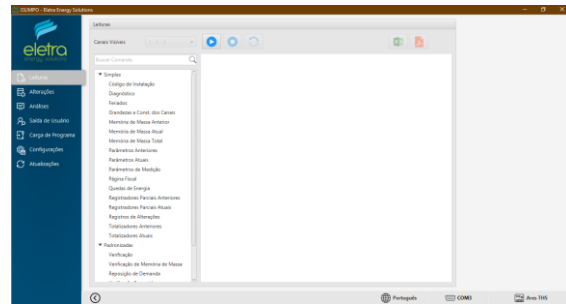 OLIMPO - Eletra Energy Solutions
Leituras
eletra
energy solutions
Canais Visíveis
Buscar Comando
Leituras
Alterações
Análises
Saída de Usuário
Carga de Programa
Configurações
Atualizações
Simples
Código de Instalação
Diagnóstico
Feriados
Grandezas e Const. dos Canais
Memória de Massa Anterior
Memória de Massa Atual
Memória de Massa Total
Parâmetros Anteriores
Parâmetros Atuais
Parâmetros de Medição
Página Fiscal
Quedas de Energia
Registradores Parciais Anteriores
Registradores Parciais Atuais
Registros de Alterações
Totalizadores Anteriores
Totalizadores Atuais
Padronizadas
Verificação
Verificação de Memória de Massa
Reposição de Demanda
Português
COM3
Ares THS